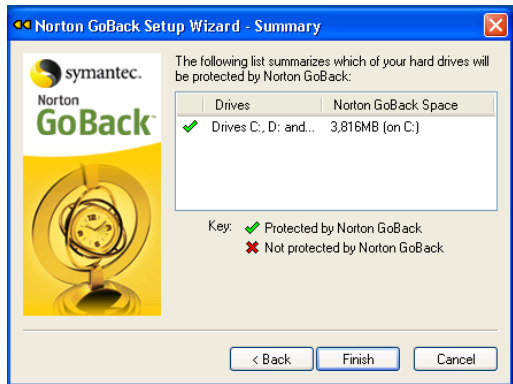 Norton GoBack Setup Wizard - Summary
symantec.
Norton
GoBack
The following list summarizes which of your hard drives will
be protected by Norton GoBack:
Drives Norton GoBack Space
Drives C:, D: and... 3,816MB (on C:)
Key: Protected by Norton GoBack
Not protected by Norton GoBack
< Back Finish Cancel